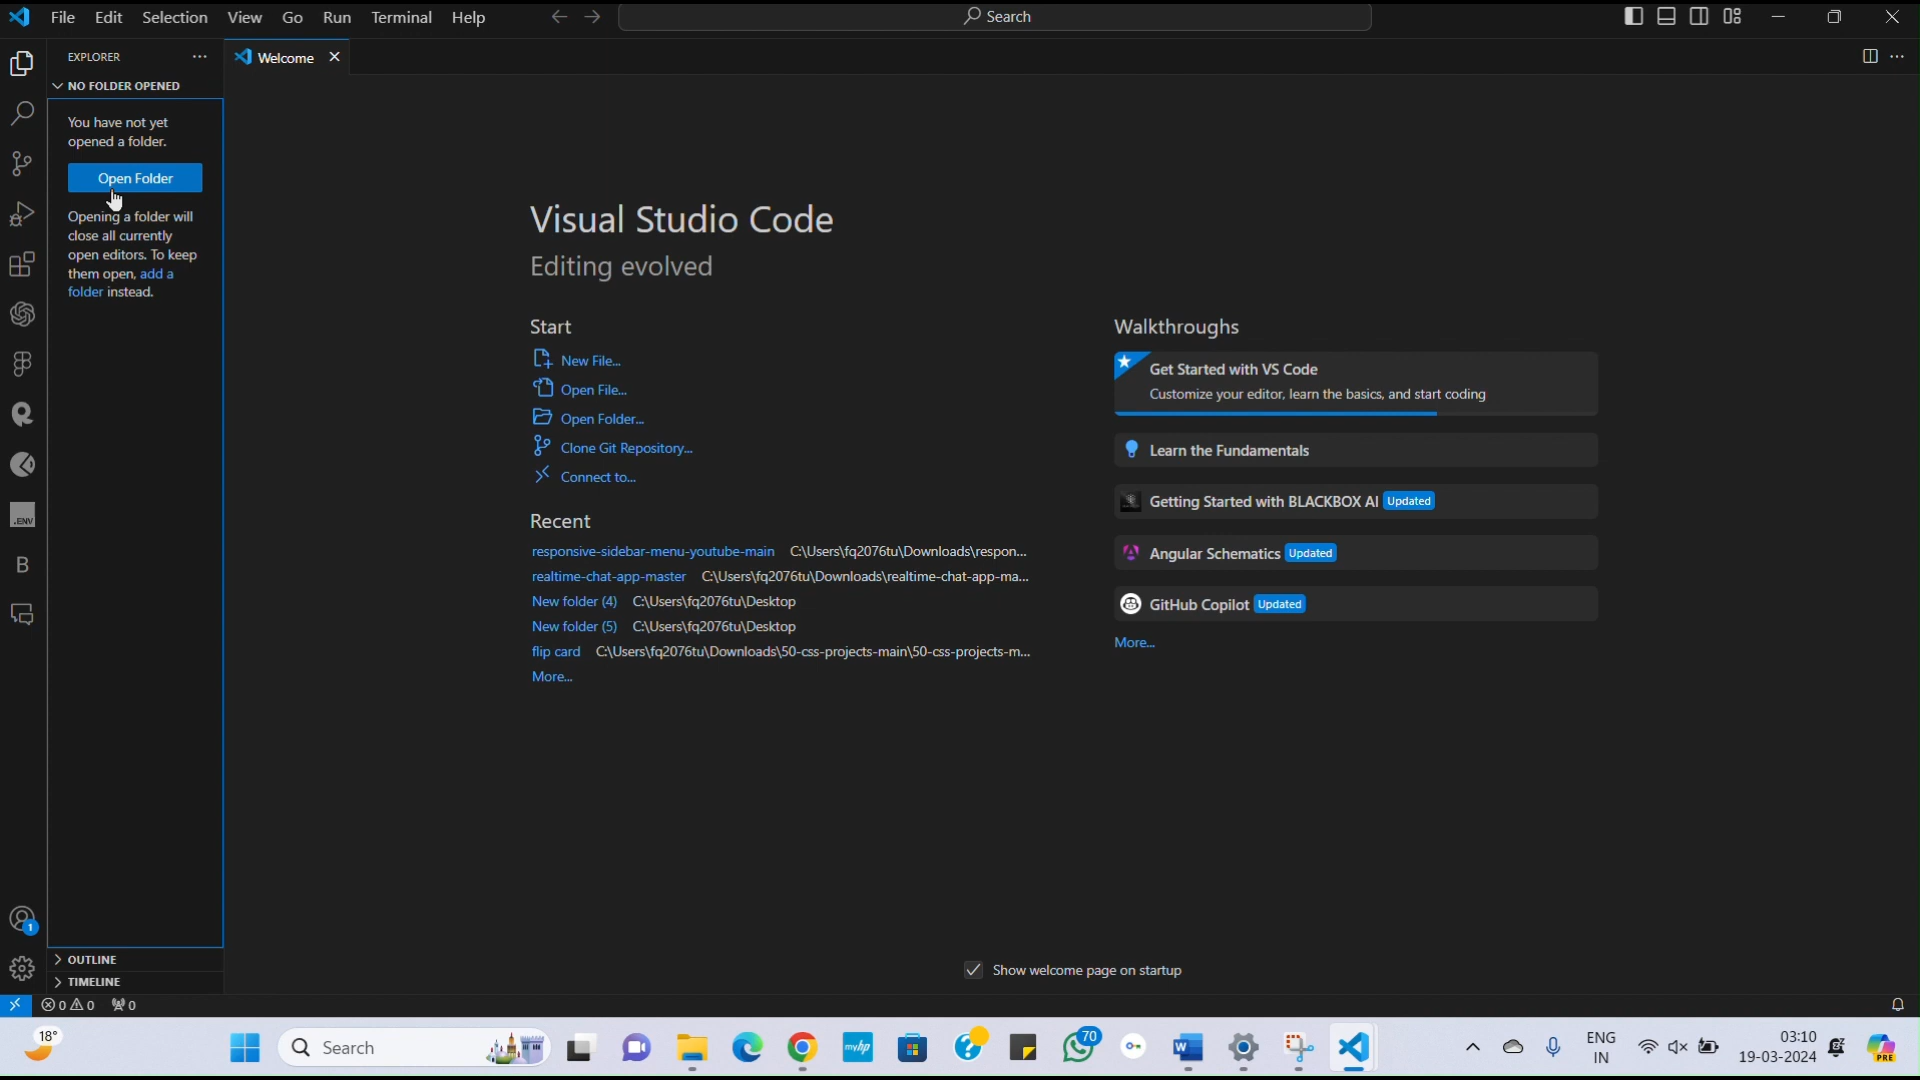 File Edit Selection View Go Run Terminal Help Search
EXPLORER
Welcome
NO FOLDER OPENED
You have not yet
opened a folder.
Open Folder
Opening a folder will
close all currently
open editors. To keep
them open, add a
folder instead.
Visual Studio Code
Editing evolved
Start
New File...
Open File...
Open Folder...
Clone Git Repository...
Connect to...
Recent
responsive-sidebar-menu-youtube-main C:\Users\fq2076tu\Downloads\respon...
realtime-chat-app-master C:\Users\fq2076tu\Downloads\realtime-chat-app-ma...
New folder (4) C:\Users\fq2076tu\Desktop
New folder (5) C:\Users\fq2076tu\Desktop
flip card C:\Users\fq2076tu\Downloads\50-css-projects-main\50-css-projects-m...
More...
Walkthroughs
Get Started with VS Code
Customize your editor, learn the basics, and start coding
Learn the Fundamentals
Getting Started with BLACKBOX AI Updated
Angular Schematics Updated
GitHub Copilot Updated
More...
.ENV
B
1
OUTLINE
TIMELINE
Show welcome page on startup
0 0 0
18°
Search
myhp
70
W
ENG
IN
03:10
19-03-2024
PRE